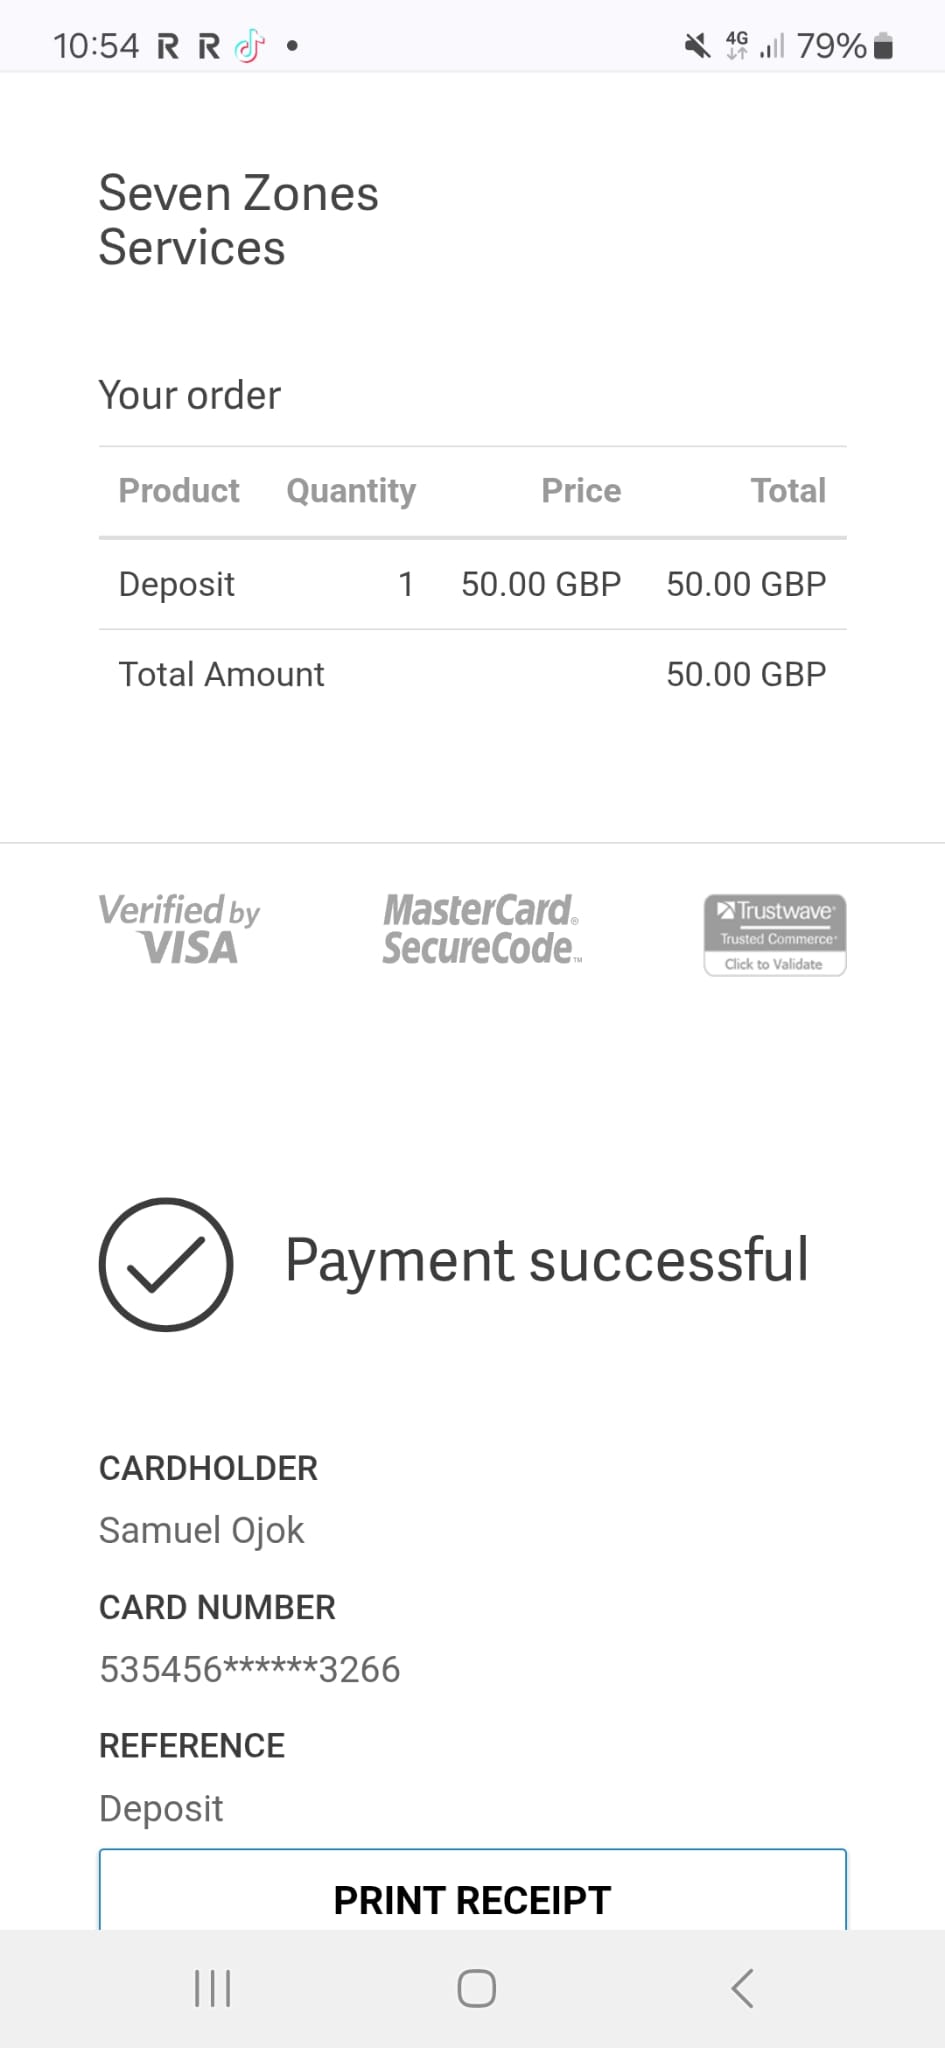 10:54 R R
4G 79%
Seven Zones
Services
Your order
Product Quantity Price Total
Deposit 1 50.00 GBP 50.00 GBP
Total Amount 50.00 GBP
Verified by
VISA
MasterCard®
SecureCode™
Trustwave®
Trusted Commerce®
Click to Validate
Payment successful
CARDHOLDER
Samuel Ojok
CARD NUMBER
535456******3266
REFERENCE
Deposit
PRINT RECEIPT